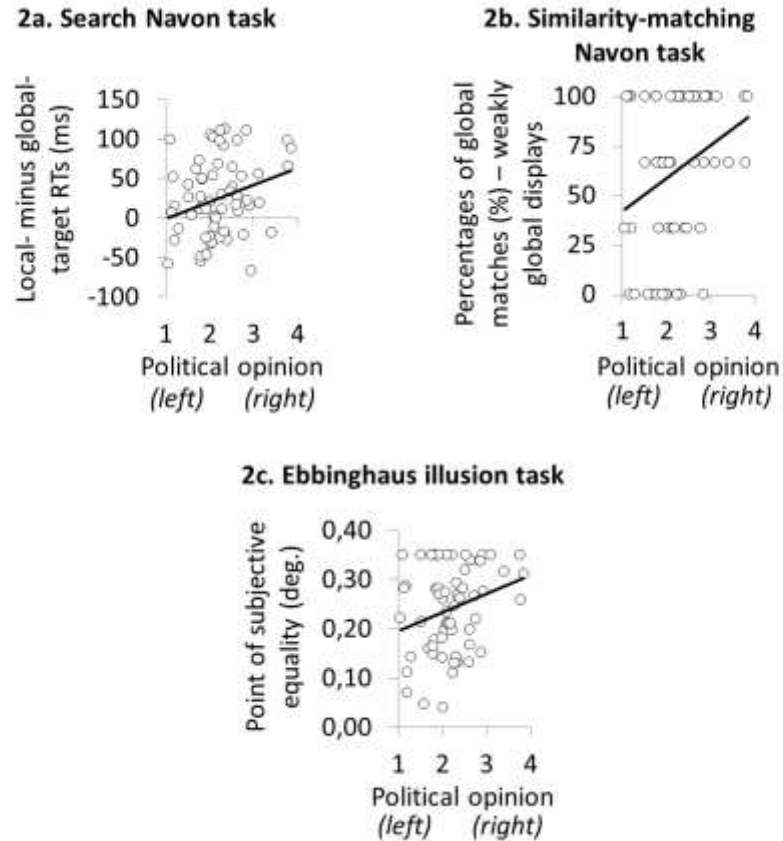 2a. Search Navon task
Local- minus global-
target RTs (ms)
150
100
50
0
-50
-100
1 2 3 4
Political opinion
(left) (right)
2b. Similarity-matching
Navon task
Percentages of global
matches (%) – weakly
global displays
100
75
50
25
0
1 2 3 4
Political opinion
(left) (right)
2c. Ebbinghaus illusion task
Point of subjective
equality (deg.)
0,40
0,30
0,20
0,10
0,00
1 2 3 4
Political opinion
(left) (right)